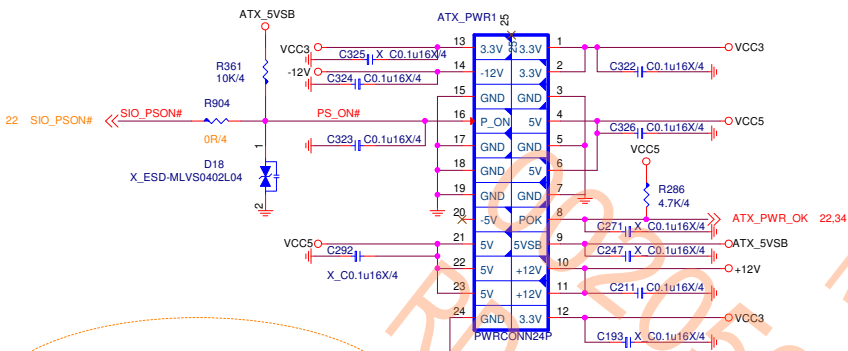 ATX_5VSB
ATX_PWR1
25
25
VCC3
C325
X_C0.1u16X/4
13
3.3V
3.3V
1
VCC3
R361
10K/4
-12V
C324
C0.1u16X/4
14
-12V
3.3V
2
C322
C0.1u16X/4
15
GND
GND
3
R904
22 SIO_PSON#
SIO_PSON#
PS_ON#
16
P_ON
5V
4
VCC5
0R/4
C323
C0.1u16X/4
17
GND
GND
5
C326
C0.1u16X/4
1
D18
X_ESD-MLVS0402L04
2
18
GND
5V
6
VCC5
19
GND
GND
7
R286
4.7K/4
20
-5V
POK
8
ATX_PWR_OK 22,34
C271
X_C0.1u16X/4
VCC5
21
5V
5VSB
9
ATX_5VSB
C292
X_C0.1u16X/4
C247
X_C0.1u16X/4
22
5V
+12V
10
+12V
23
5V
+12V
11
C211
C0.1u16X/4
24
GND
3.3V
12
VCC3
PWRCONN24P
C193
X_C0.1u16X/4